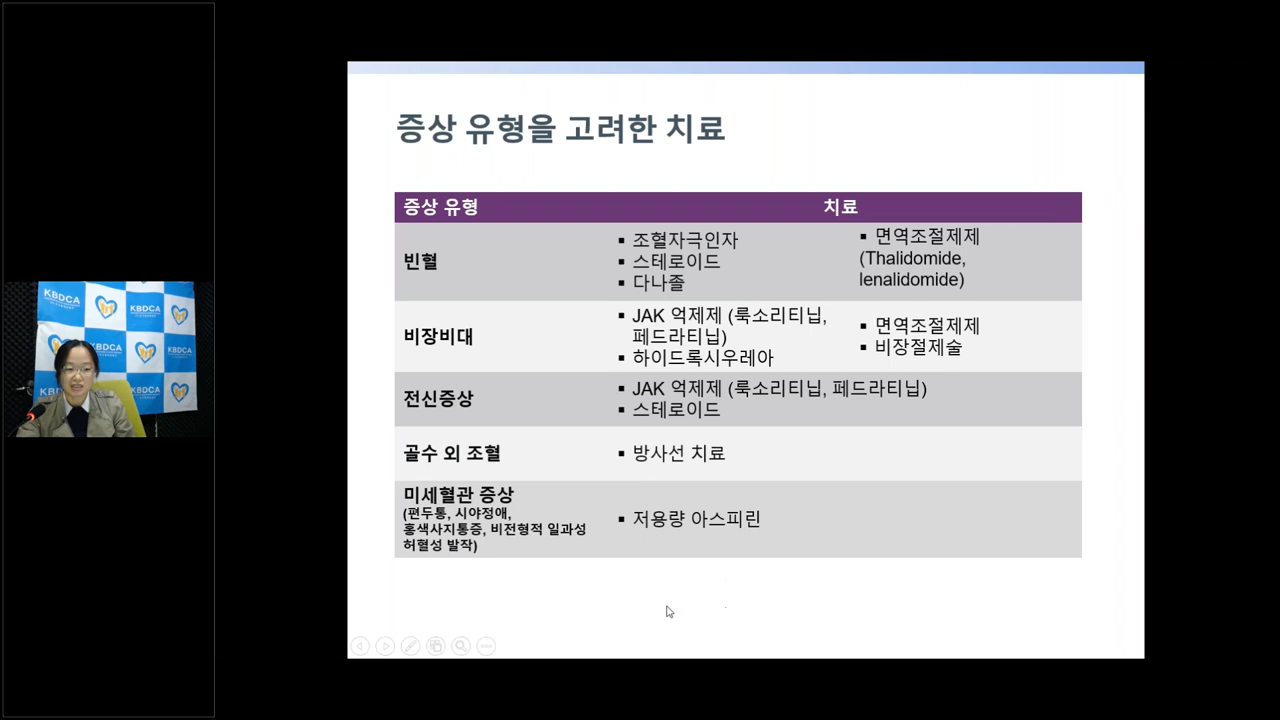 증상 유형을 고려한 치료
증상 유형
치료
빈혈
▪ 조혈자극인자
▪ 스테로이드
▪ 다나졸
▪ 면역조절제제
(Thalidomide,
lenalidomide)
비장비대
▪ JAK 억제제 (룩소리티닙,
페드라티닙)
▪ 하이드록시우레아
▪ 면역조절제제
▪ 비장절제술
전신증상
▪ JAK 억제제 (룩소리티닙, 페드라티닙)
▪ 스테로이드
골수 외 조혈
▪ 방사선 치료
미세혈관 증상
(편두통, 시야정애,
홍색사지통증, 비전형적 일과성
허혈성 발작)
▪ 저용량 아스피린
KBDCA
KBDCA
KBDCA
KBDCA
KBDCA